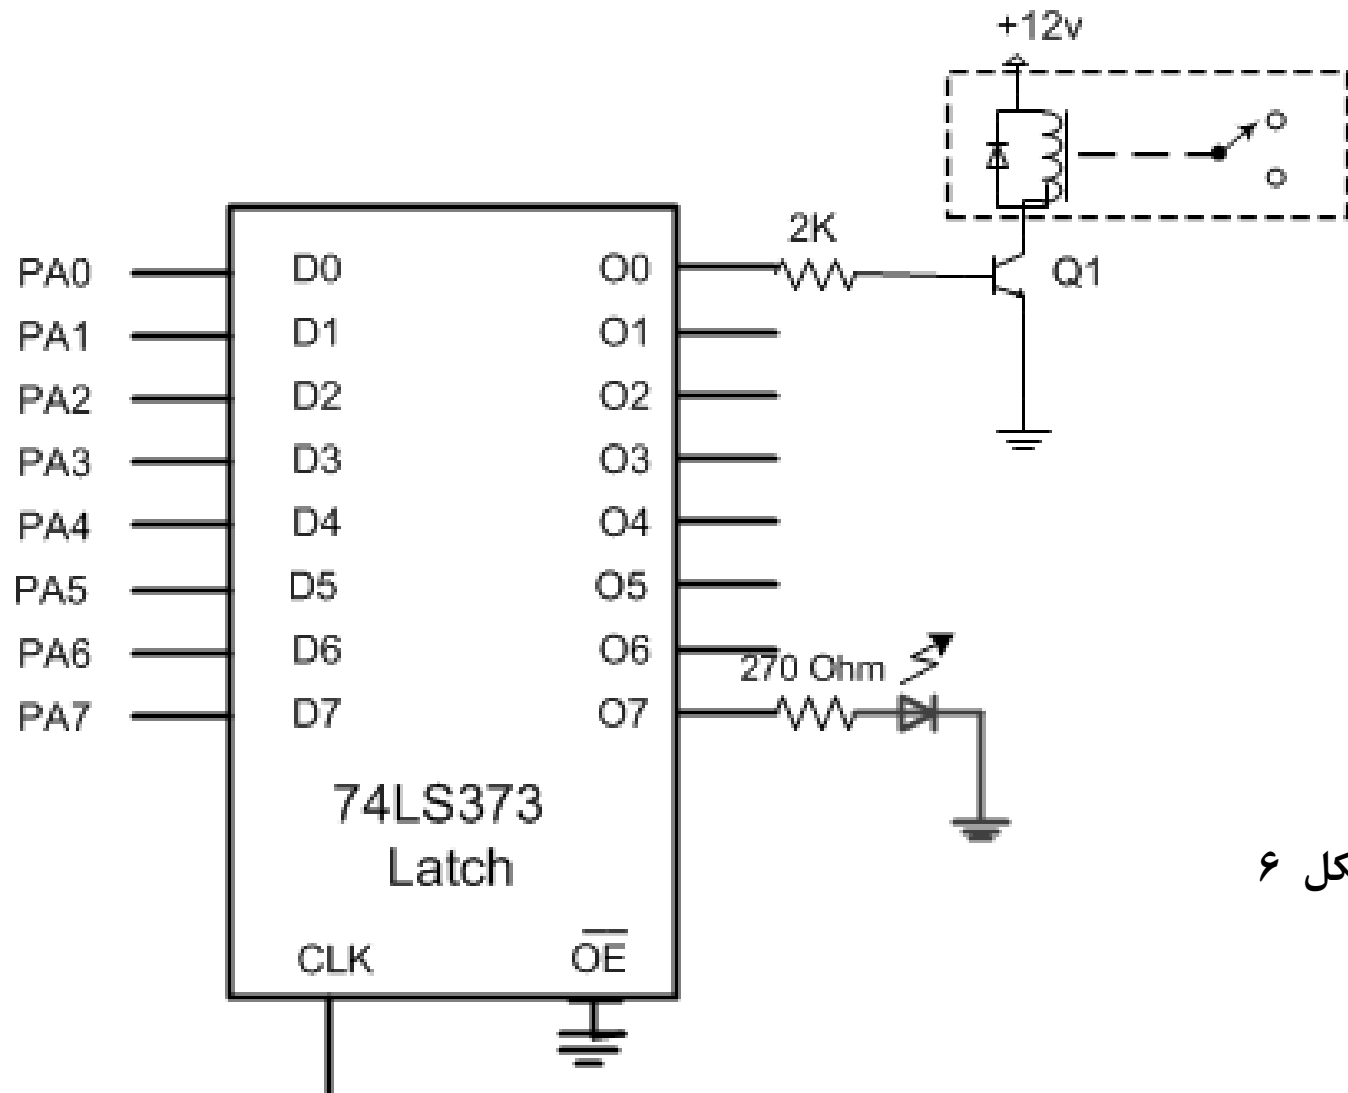 +12v
2K
Q1
PA0 D0 O0
PA1 D1 O1
PA2 D2 O2
PA3 D3 O3
PA4 D4 O4
PA5 D5 O5
PA6 D6 O6
270 Ohm
PA7 D7 O7
74LS373
Latch
کل ۶
CLK OE